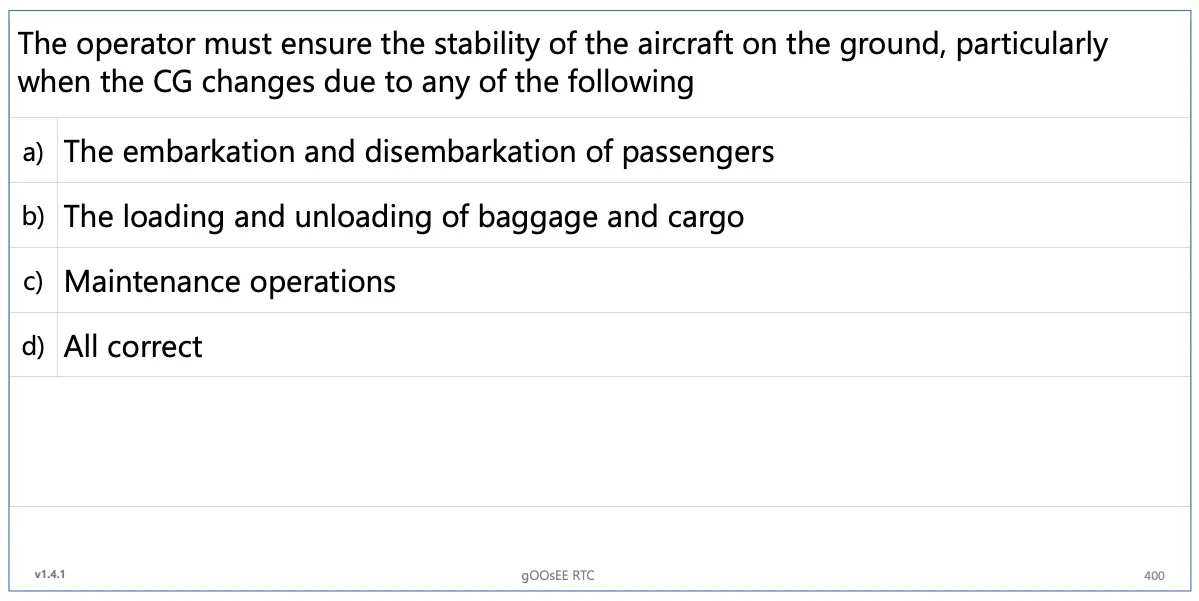 The operator must ensure the stability of the aircraft on the ground, particularly
when the CG changes due to any of the following
a) The embarkation and disembarkation of passengers
b) The loading and unloading of baggage and cargo
c) Maintenance operations
d) All correct
v1.4.1 gOOsEE RTC 400